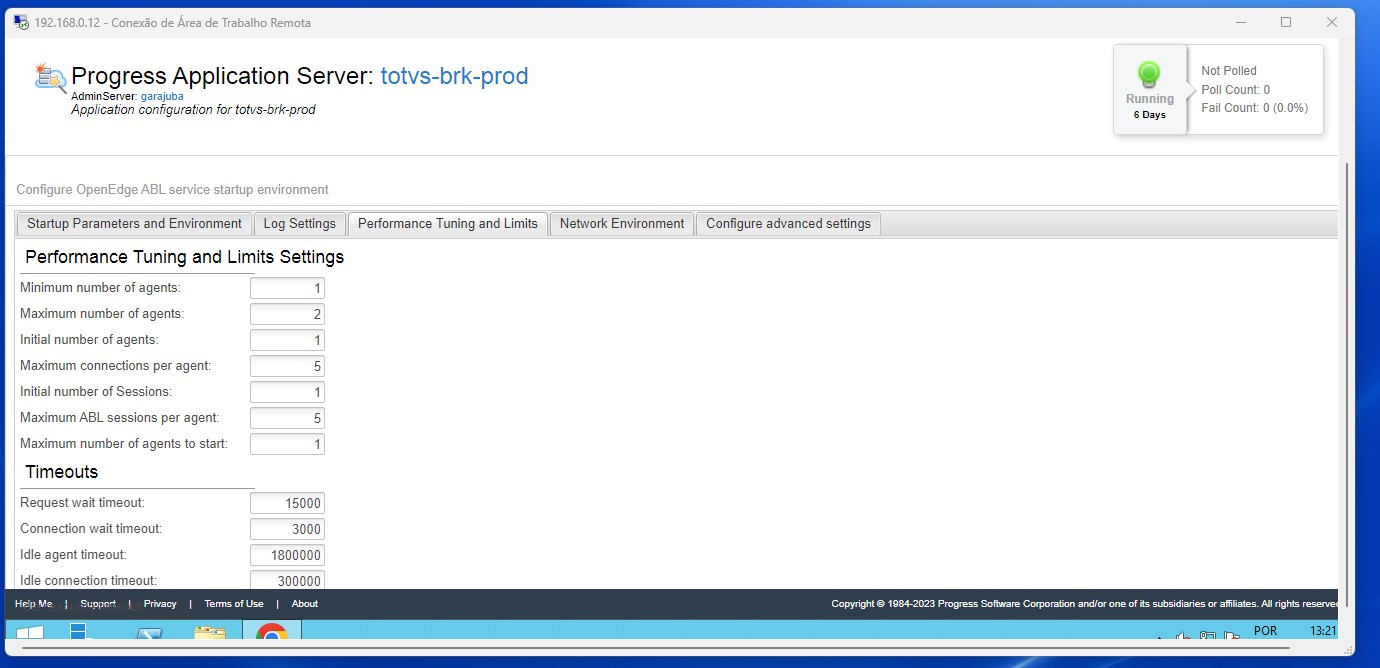 192.168.0.12 - Conexão de Área de Trabalho Remota
Progress Application Server: totvs-brk-prod
AdminServer: garajuba
Application configuration for totvs-brk-prod
Running
6 Days
Not Polled
Poll Count: 0
Fail Count: 0 (0.0%)
Configure OpenEdge ABL service startup environment
Startup Parameters and Environment Log Settings Performance Tuning and Limits Network Environment Configure advanced settings
Performance Tuning and Limits Settings
Minimum number of agents: 1
Maximum number of agents: 2
Initial number of agents: 1
Maximum connections per agent: 5
Initial number of Sessions: 1
Maximum ABL sessions per agent: 5
Maximum number of agents to start: 1
Timeouts
Request wait timeout: 15000
Connection wait timeout: 3000
Idle agent timeout: 1800000
Idle connection timeout: 300000
Help Me | Support | Privacy | Terms of Use | About
Copyright © 1984-2023 Progress Software Corporation and/or one of its subsidiaries or affiliates. All rights reserved
POR 13:21